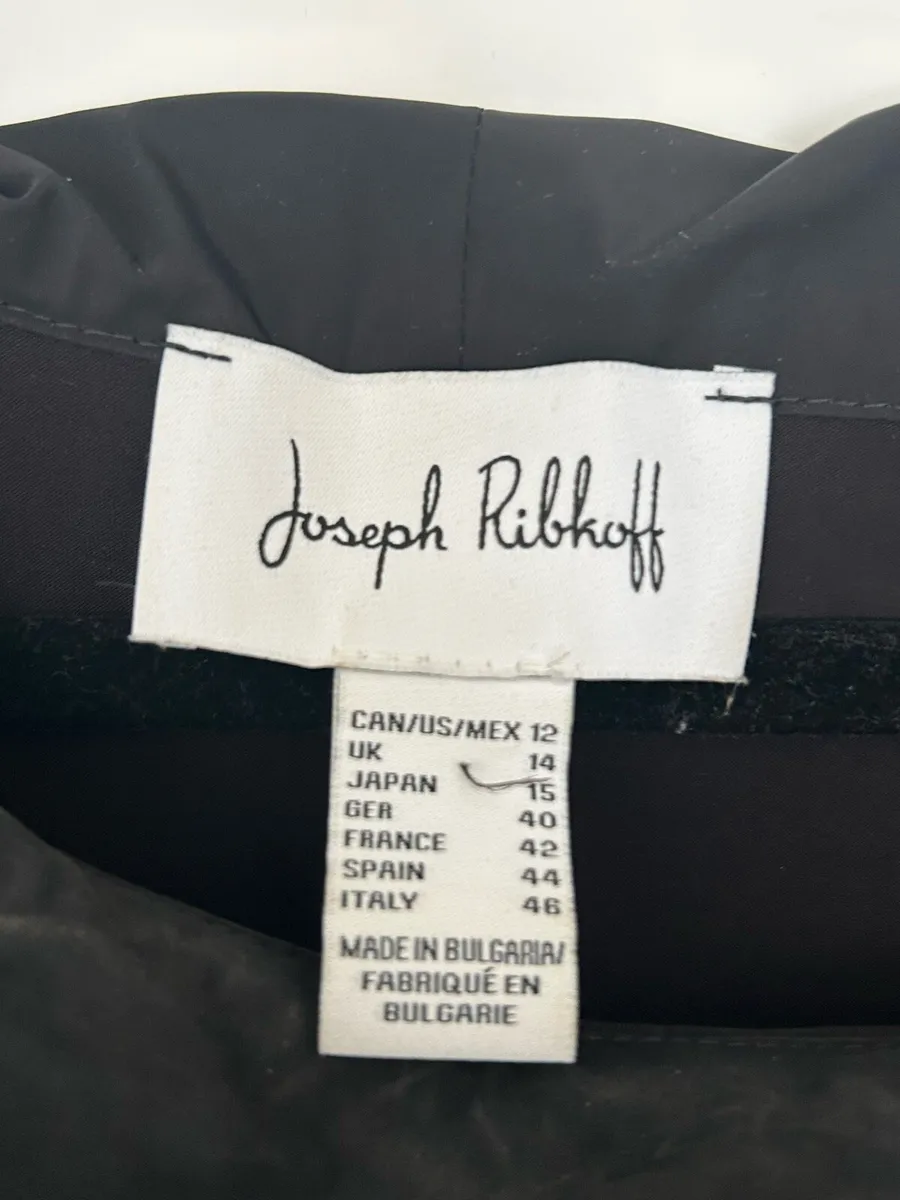 Joseph Ribkoff
CAN/US/MEX 12
UK 14
JAPAN 15
GER 40
FRANCE 42
SPAIN 44
ITALY 46
MADE IN BULGARIA/
FABRIQUÉ EN
BULGARIE